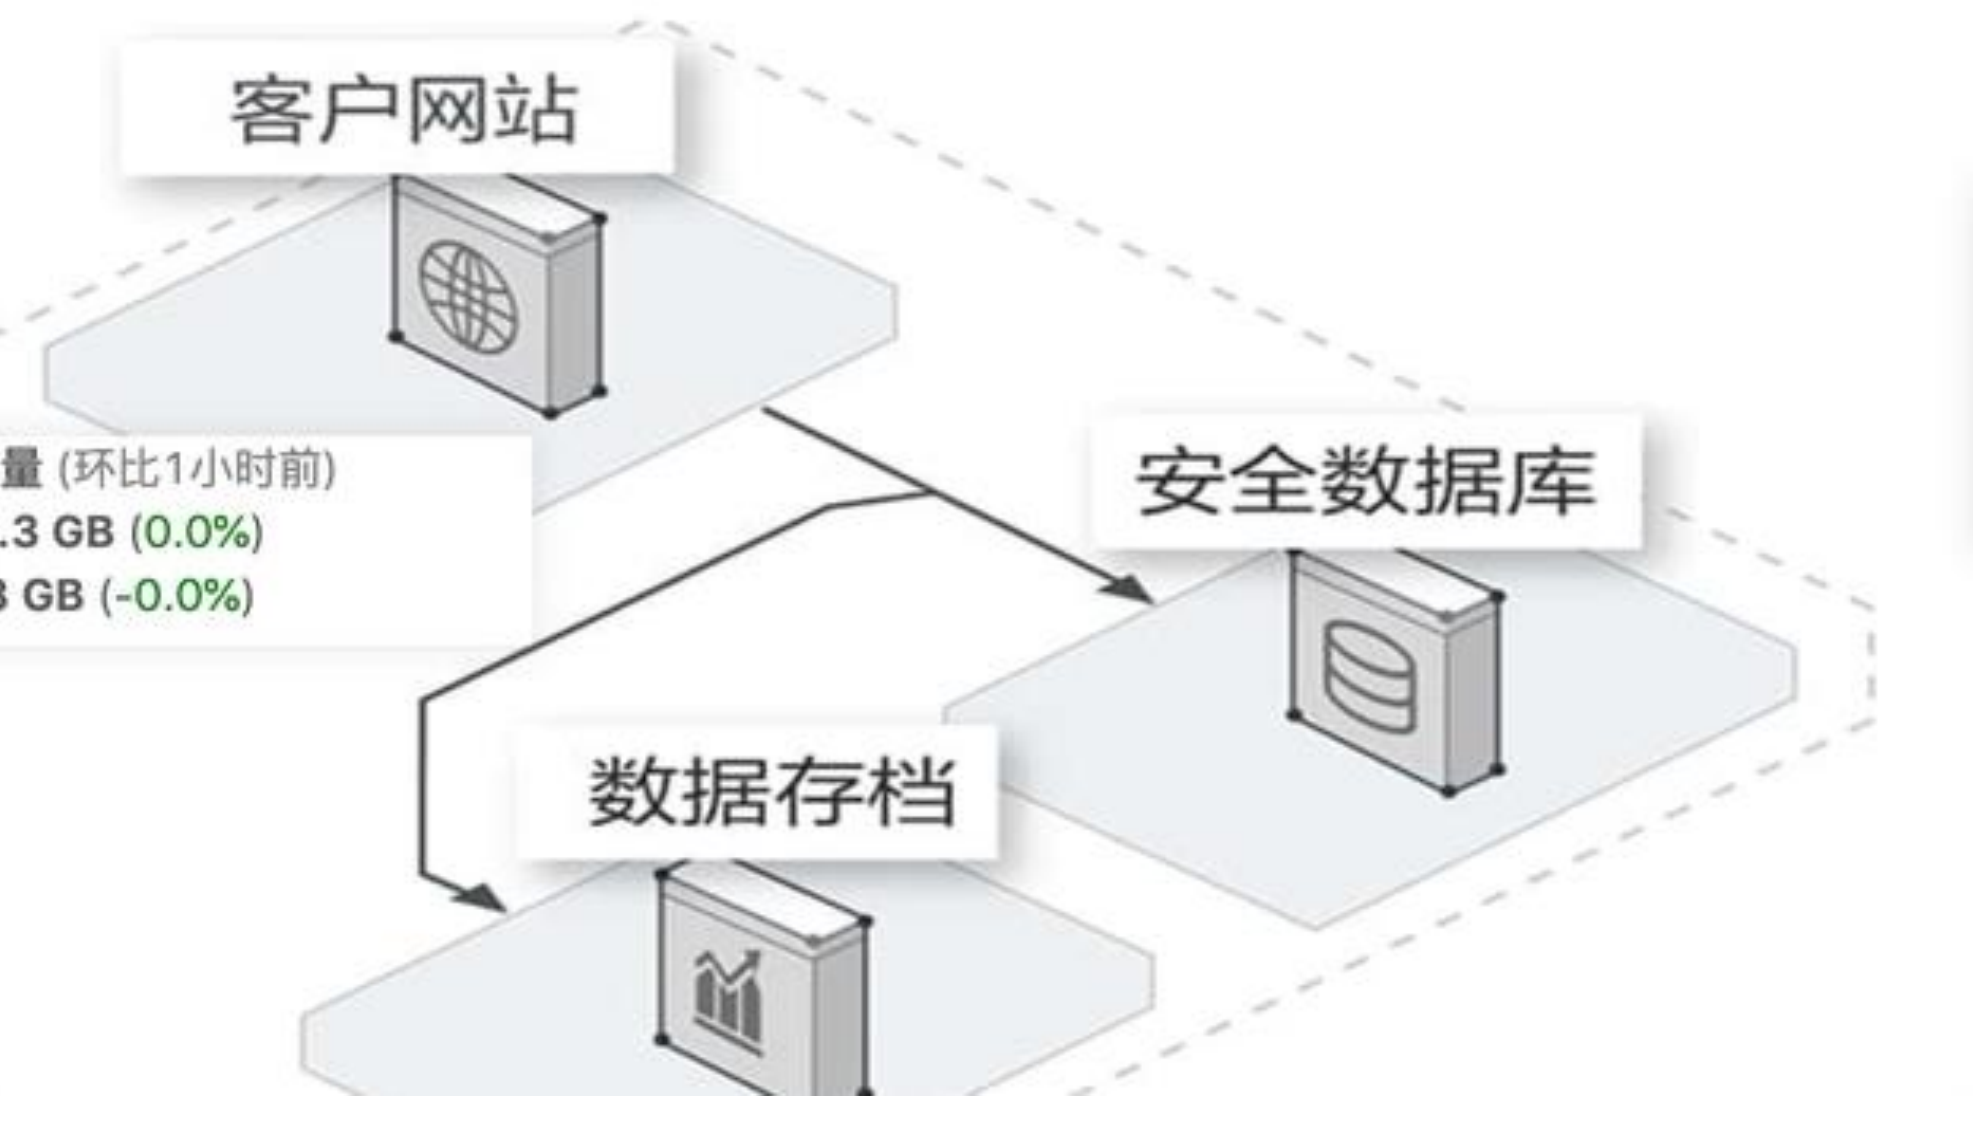 客户网站
量 (环比1小时前)
.3 GB (0.0%)
GB (-0.0%)
安全数据库
数据存档